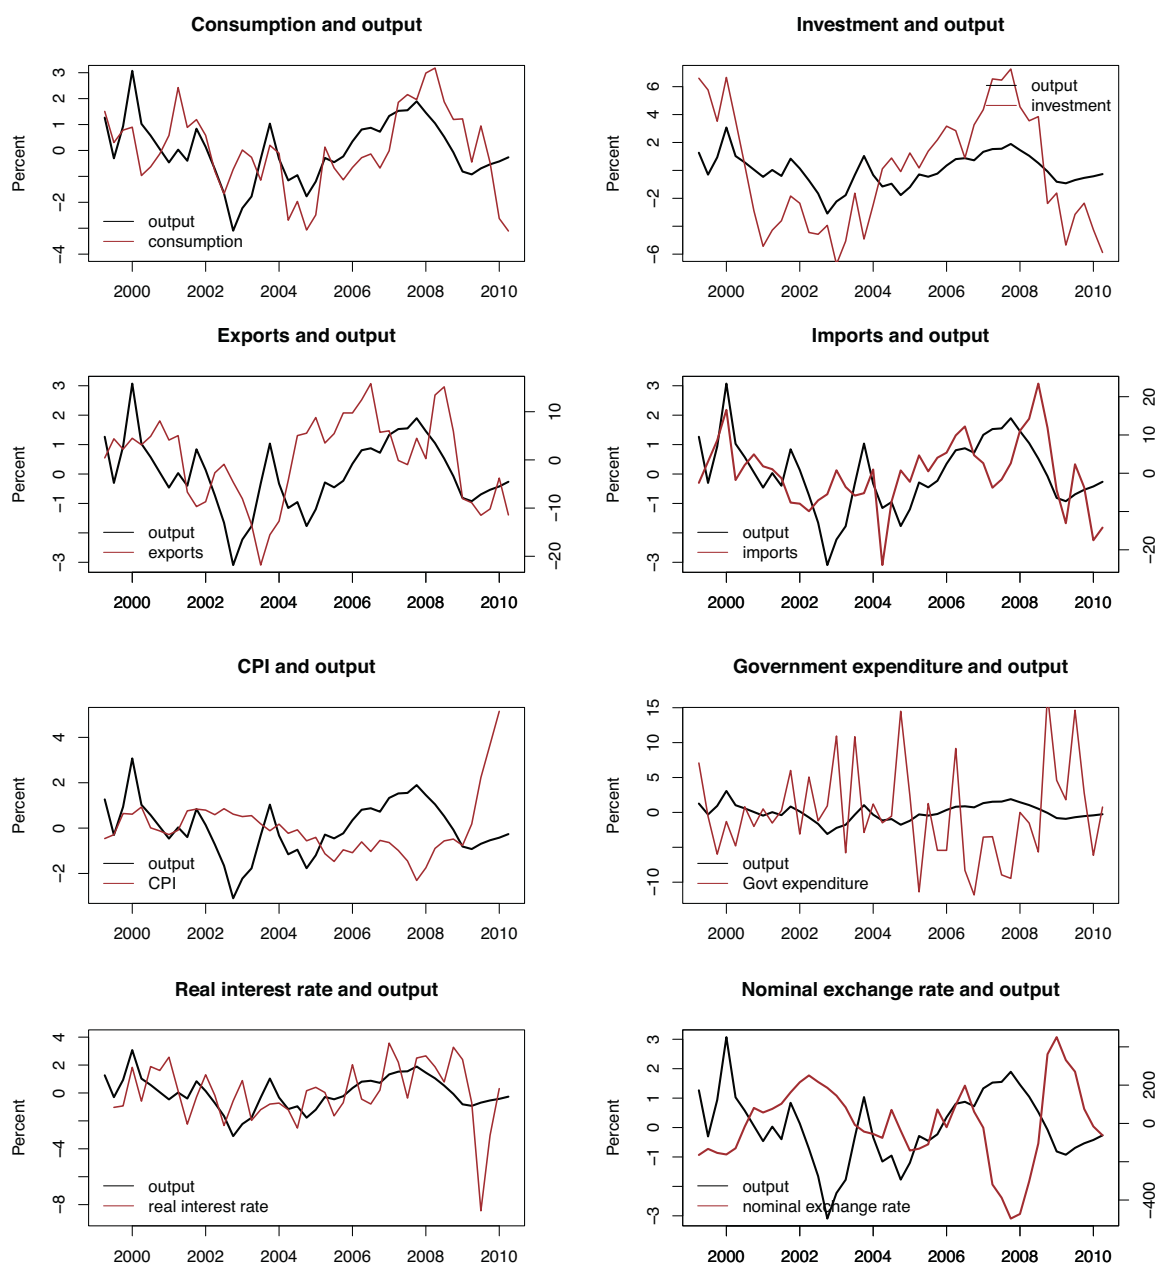 Consumption and output
Percent
3
2
1
0
−2
−4
output
consumption
2000 2002 2004 2006 2008 2010
Investment and output
Percent
6
4
2
−2
−6
output
investment
2000 2002 2004 2006 2008 2010
Exports and output
Percent
3
2
1
0
−1
−3
10
0
−10
−20
output
exports
2000 2002 2004 2006 2008 2010
Imports and output
Percent
3
2
1
0
−1
−3
20
10
0
−20
output
imports
2000 2002 2004 2006 2008 2010
CPI and output
Percent
4
2
0
−2
output
CPI
2000 2002 2004 2006 2008 2010
Government expenditure and output
Percent
15
10
5
0
−10
output
Govt expenditure
2000 2002 2004 2006 2008 2010
Real interest rate and output
Percent
4
2
0
−4
−8
output
real interest rate
2000 2002 2004 2006 2008 2010
Nominal exchange rate and output
Percent
3
2
1
0
−1
−3
200
0
−400
output
nominal exchange rate
2000 2002 2004 2006 2008 2010